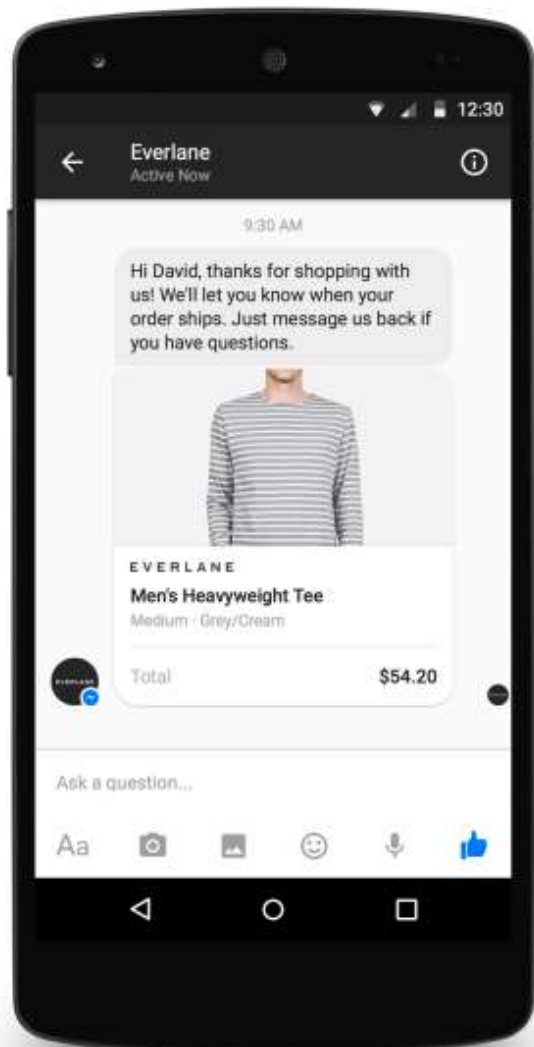 12:30
Everlane
Active Now
9:30 AM
Hi David, thanks for shopping with
us! We'll let you know when your
order ships. Just message us back if
you have questions.
EVERLANE
Men's Heavyweight Tee
Medium · Grey/Cream
EVERLANE
Total $54.20
Ask a question...
Aa